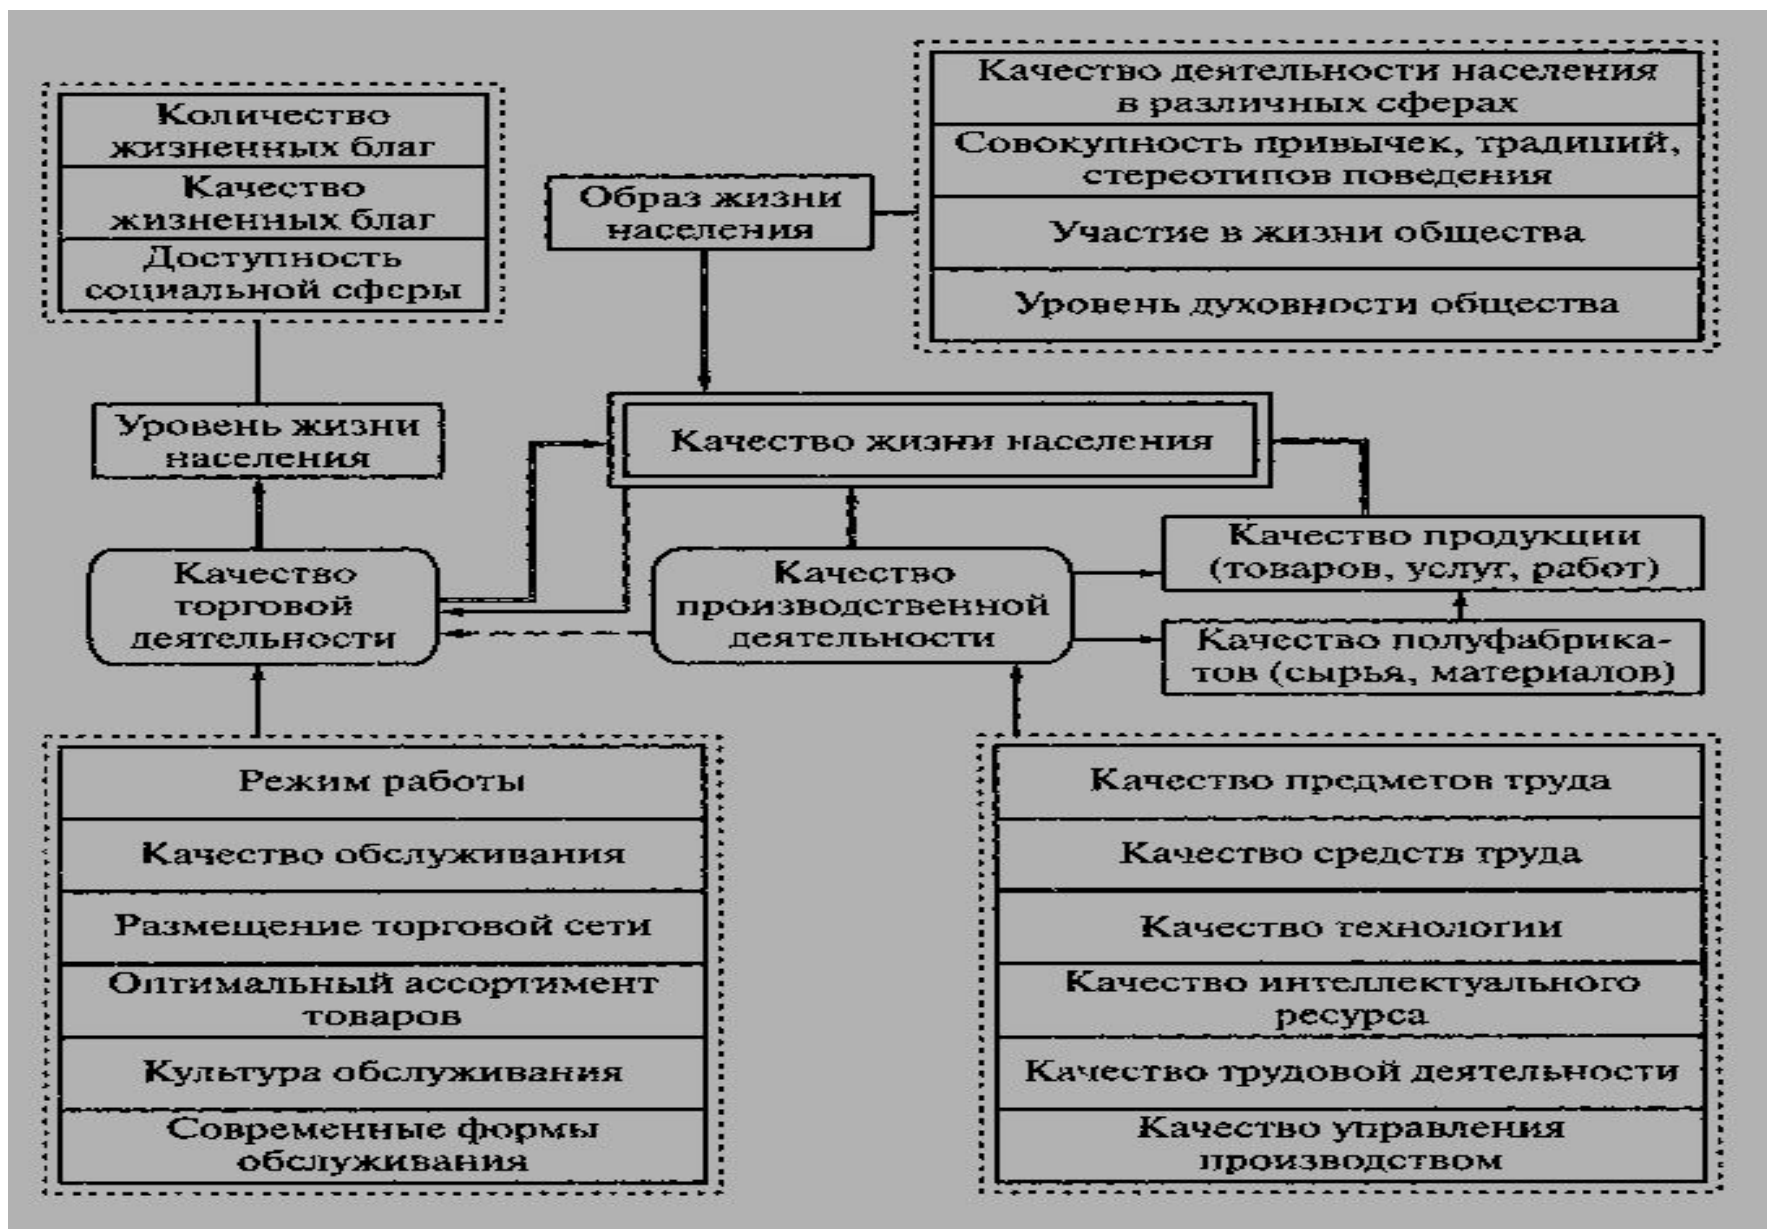 Количество
жизненных благ
Качество
жизненных благ
Доступность
социальной сферы
Образ жизни
населения
Качество деятельности населения
в различных сферах
Совокупность привычек, традиций,
стереотипов поведения
Участие в жизни общества
Уровень духовности общества
Уровень жизни
населения
Качество жизни населения
Качество
торговой
деятельности
Качество
производственной
деятельности
Качество продукции
(товаров, услуг, работ)
Качество полуфабрика-
тов (сырья, материалов)
Режим работы
Качество обслуживания
Размещение торговой сети
Оптимальный ассортимент
товаров
Культура обслуживания
Современные формы
обслуживания
Качество предметов труда
Качество средств труда
Качество технологии
Качество интеллектуального
ресурса
Качество трудовой деятельности
Качество управления
производством